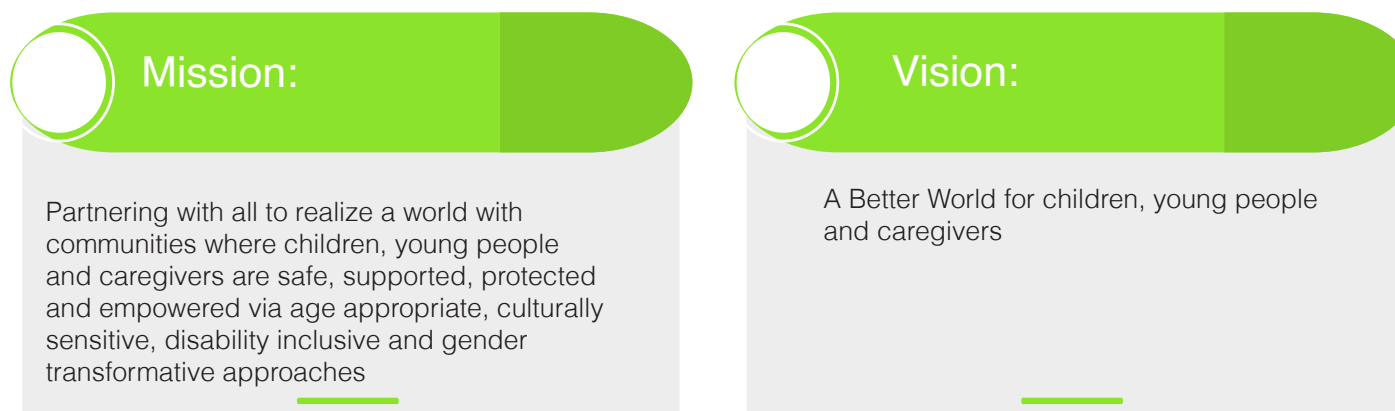 Mission:
Partnering with all to realize a world with
communities where children, young people
and caregivers are safe, supported, protected
and empowered via age appropriate, culturally
sensitive, disability inclusive and gender
transformative approaches
Vision:
A Better World for children, young people
and caregivers